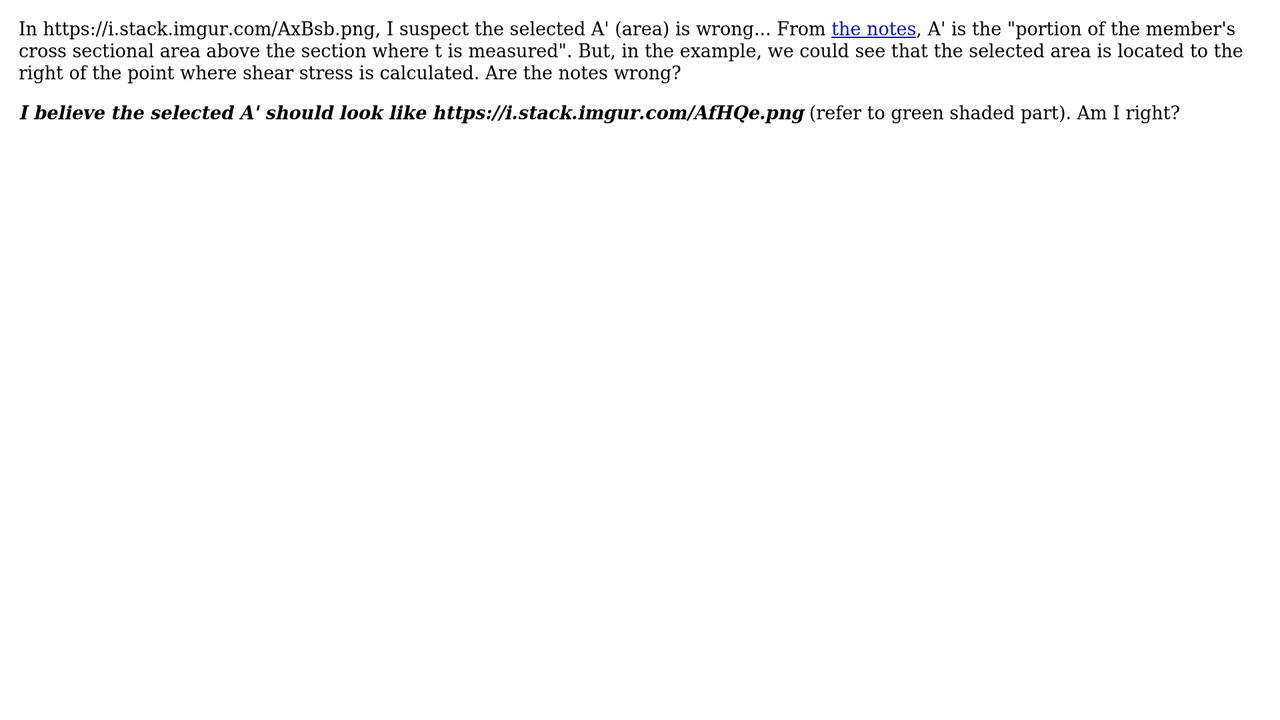 In https://i.stack.imgur.com/AxBsb.png, I suspect the selected A' (area) is wrong... From the notes, A' is the "portion of the member's
cross sectional area above the section where t is measured". But, in the example, we could see that the selected area is located to the
right of the point where shear stress is calculated. Are the notes wrong?
I believe the selected A' should look like https://i.stack.imgur.com/AfHQe.png (refer to green shaded part). Am I right?